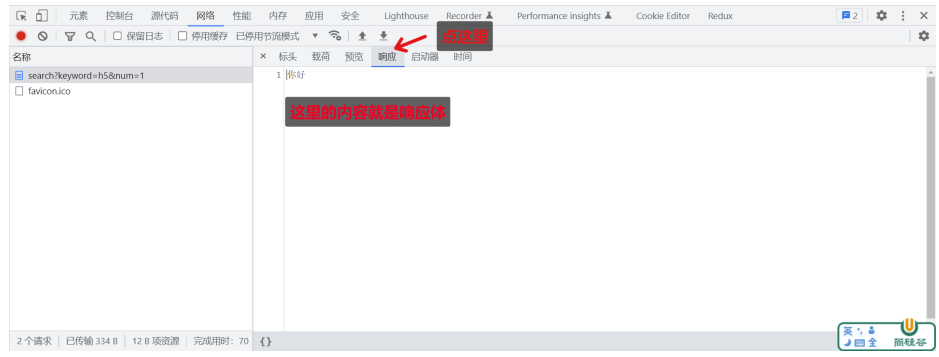 元素 控制台 源代码 网络 性能 内存 应用 安全 Lighthouse Recorder Performance insights Cookie Editor Redux 2
保留日志 停用缓存 已停用节流模式 点这里
名称 标头 载荷 预览 响应 启动器 时间
search?keyword=h5&num=1
favicon.ico
1 你好
这里的内容就是响应体
2 个请求 已传输 334 B 12 B 项资源 完成用时: 70 {}
英 全 尚硅谷